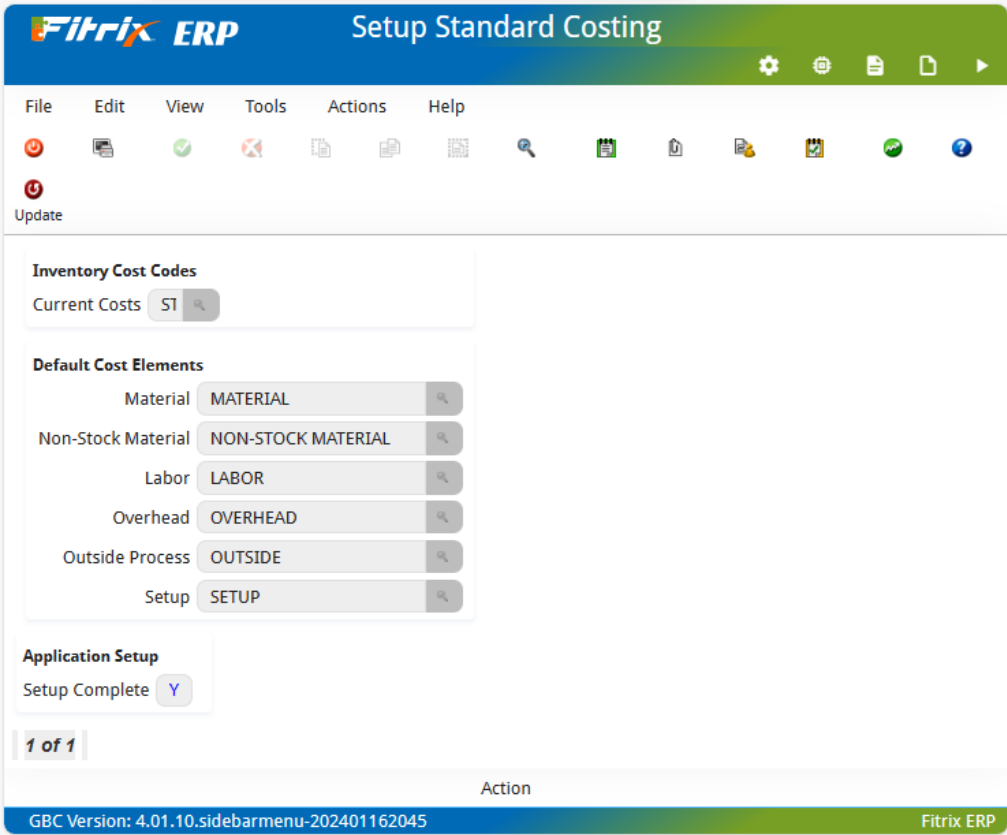 Fitrix ERP Setup Standard Costing
File Edit View Tools Actions Help
Update
Inventory Cost Codes
Current Costs ST
Default Cost Elements
Material MATERIAL
Non-Stock Material NON-STOCK MATERIAL
Labor LABOR
Overhead OVERHEAD
Outside Process OUTSIDE
Setup SETUP
Application Setup
Setup Complete Y
1 of 1
Action
GBC Version: 4.01.10.sidebarmenu-202401162045 Fitrix ERP